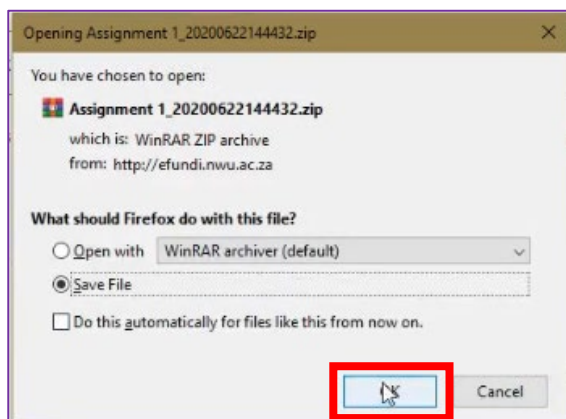 Opening Assignment 1_20200622144432.zip
You have chosen to open:
Assignment 1_20200622144432.zip
which is: WinRAR ZIP archive
from: http://efundi.nwu.ac.za
What should Firefox do with this file?
Open with WinRAR archiver (default)
Save File
Do this automatically for files like this from now on.
OK Cancel